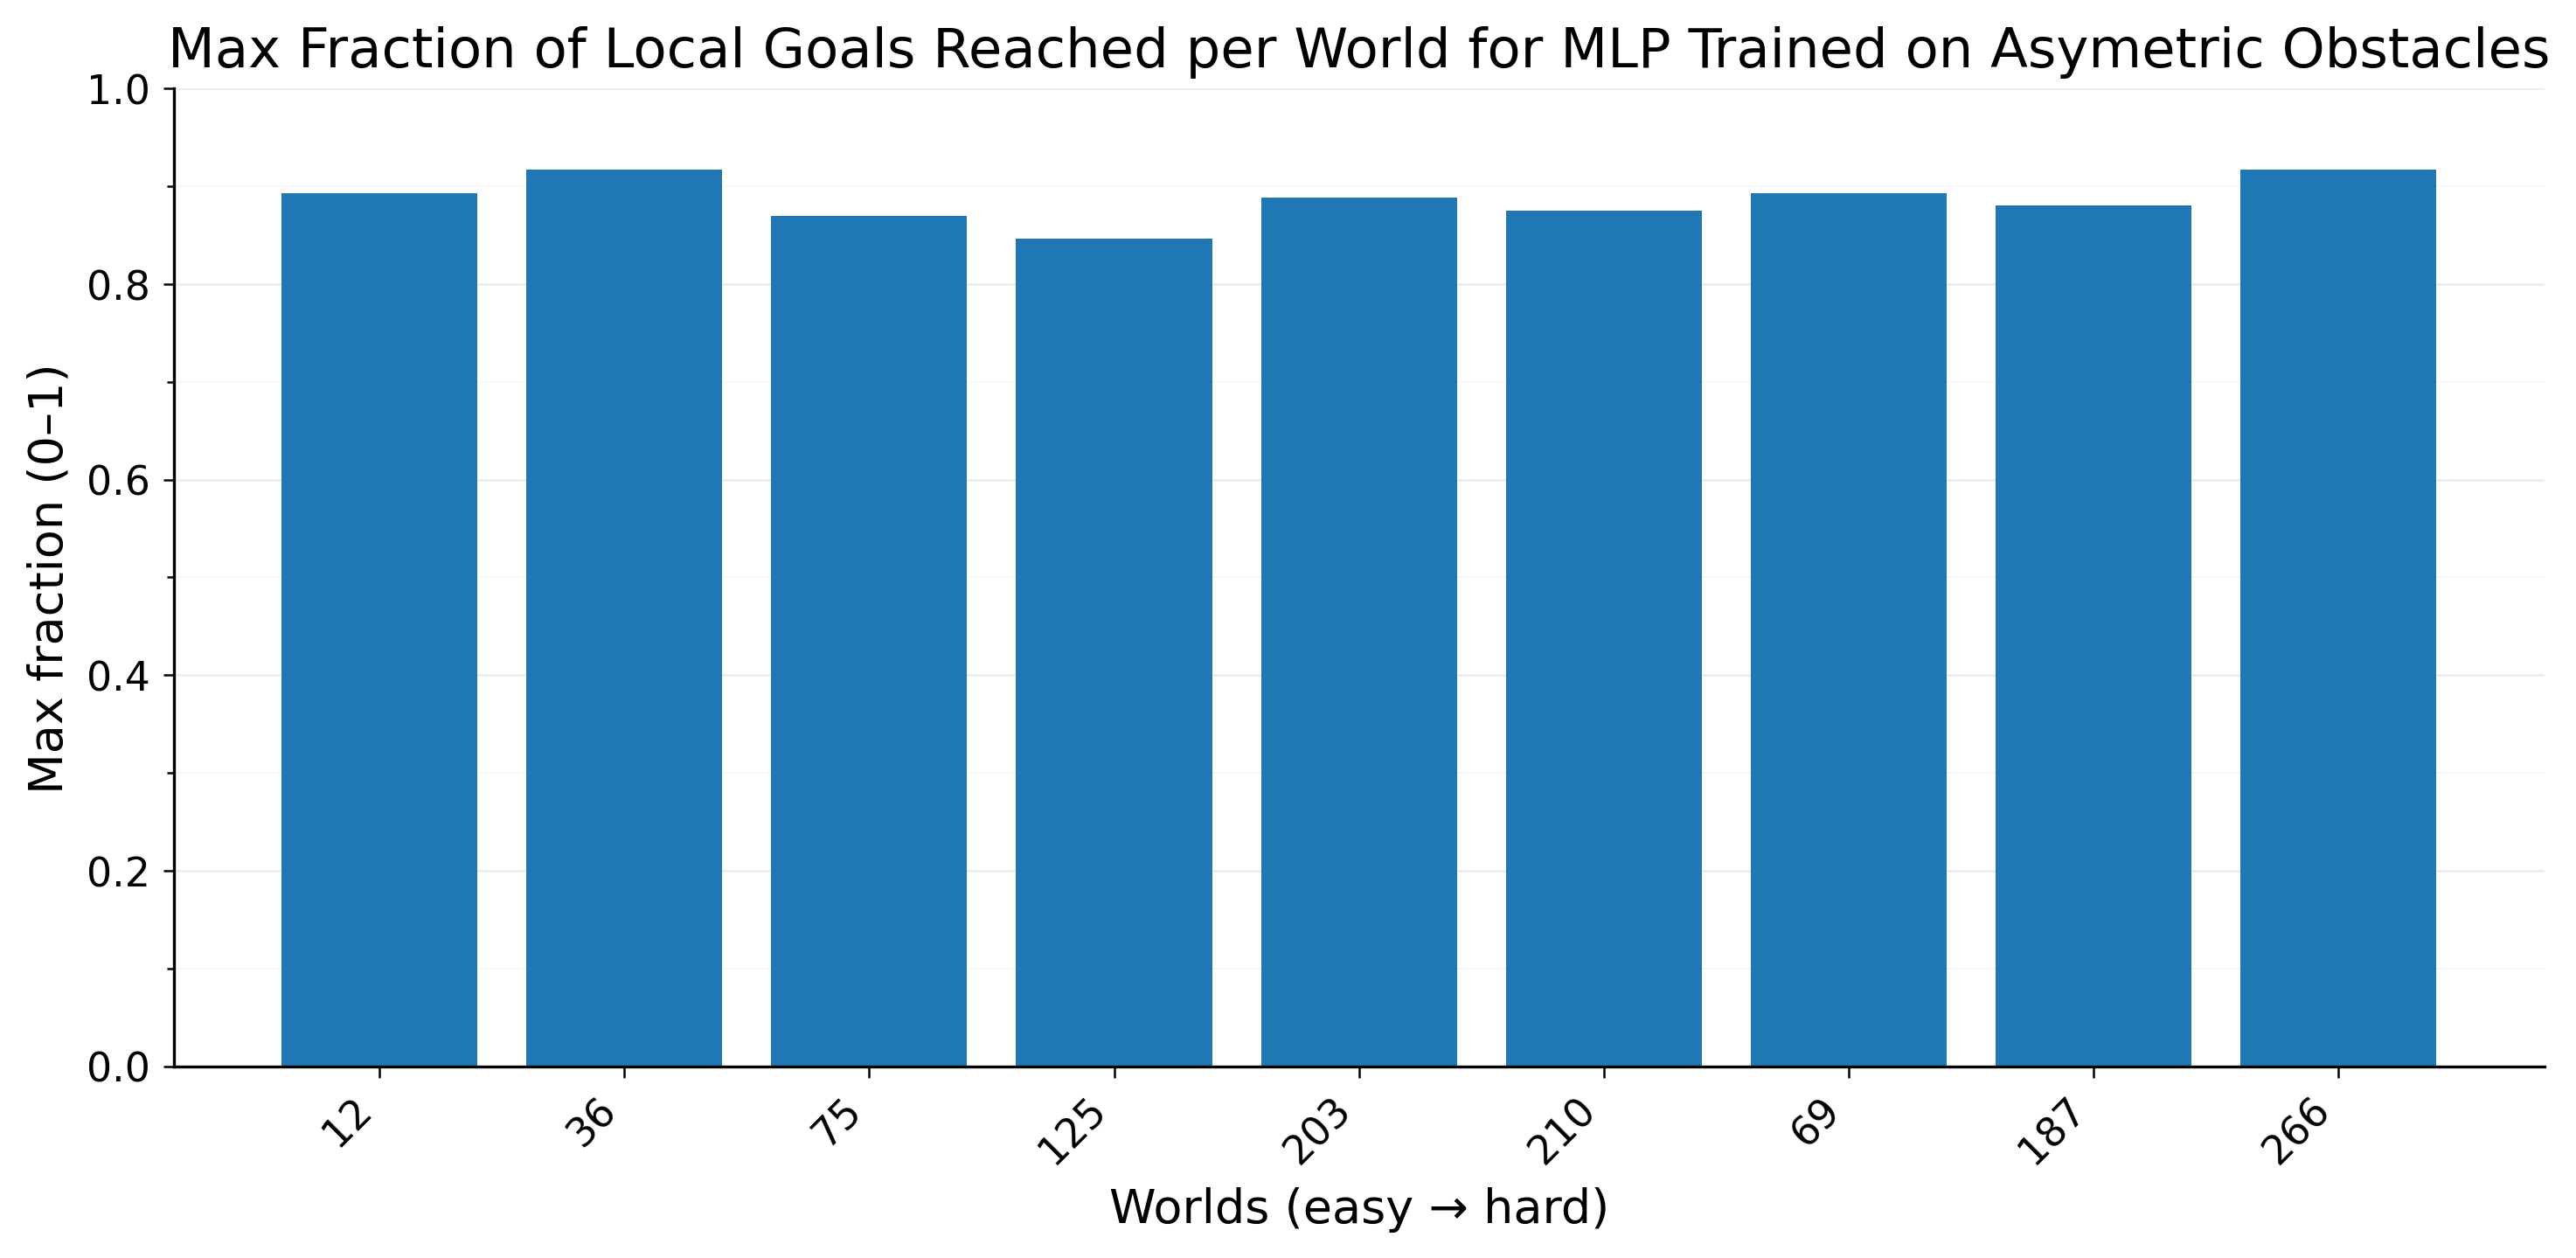 Max Fraction of Local Goals Reached per World for MLP Trained on Asymetric Obstacles
1.0
0.8
0.6
0.4
0.2
0.0
Max fraction (0–1)
12 36 75 125 203 210 69 187 266
Worlds (easy → hard)